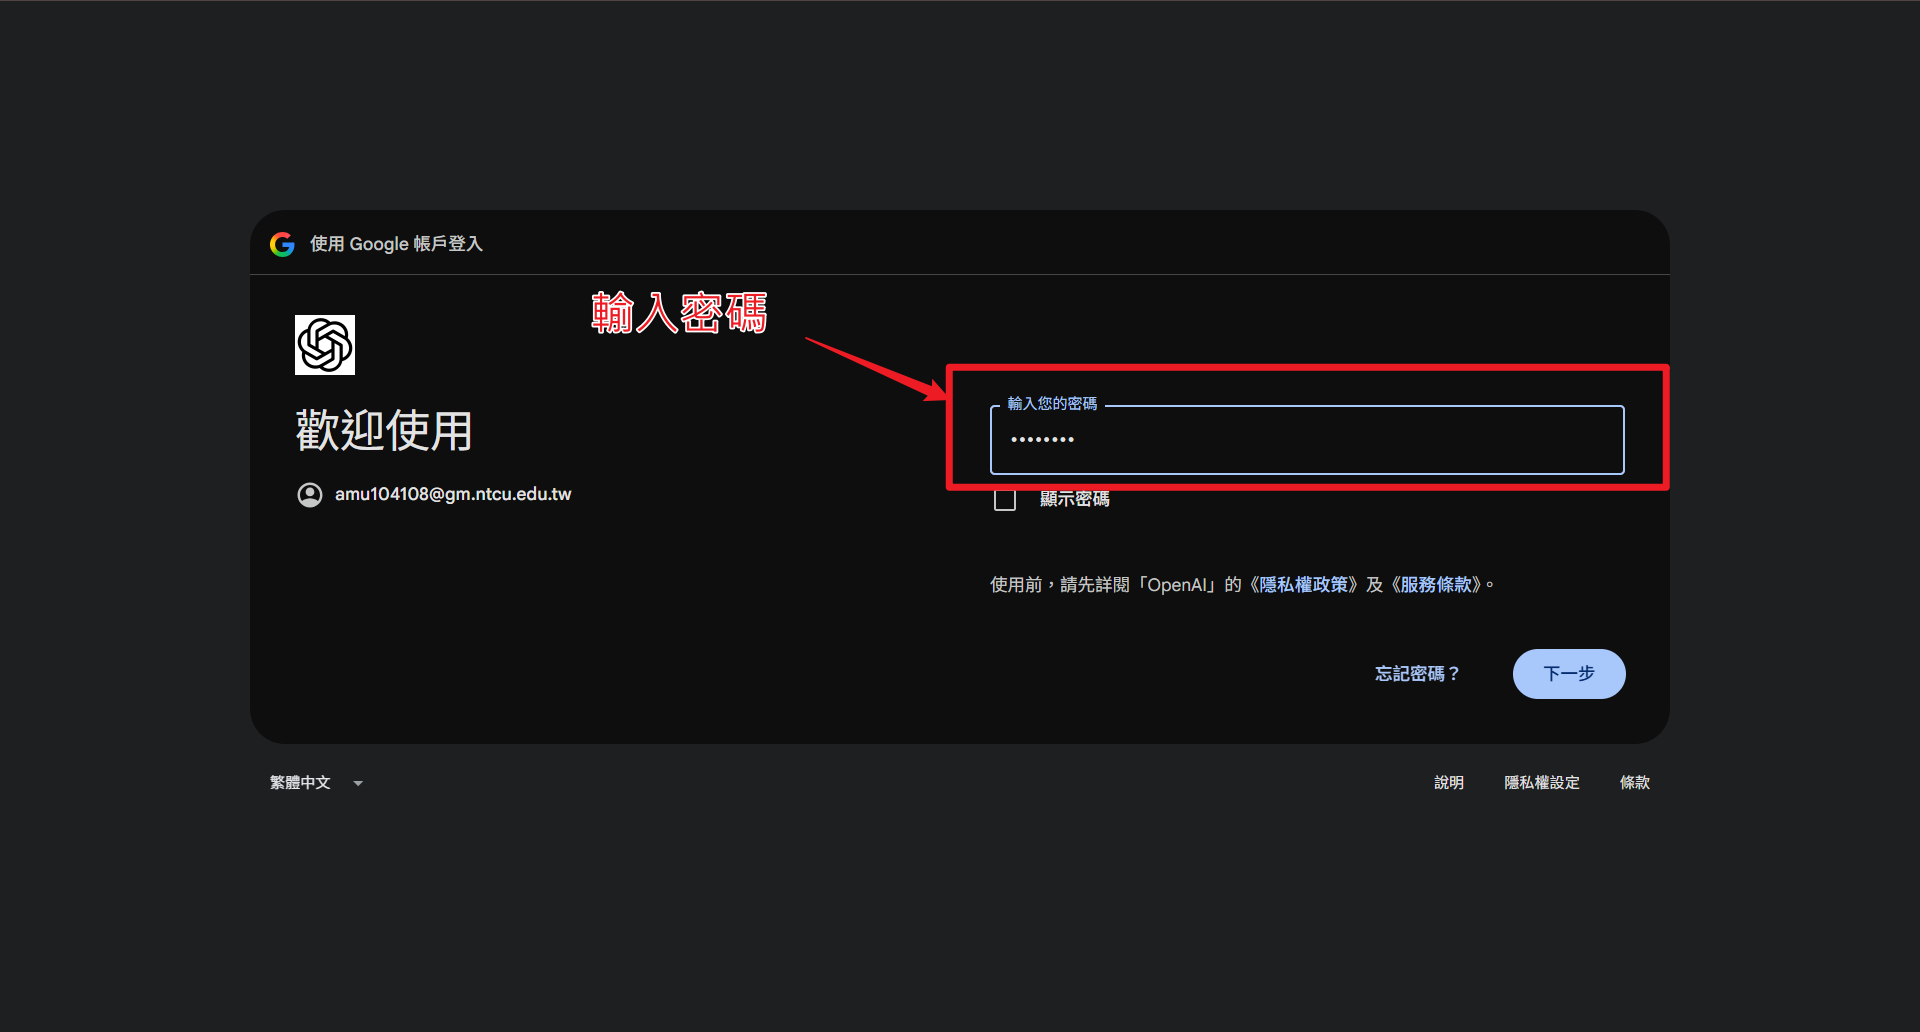 使用 Google 帳戶登入
輸入密碼
歡迎使用
amu104108@gm.ntcu.edu.tw
輸入您的密碼
••••••••
顯示密碼
使用前，請先詳閱「OpenAI」的《隱私權政策》及《服務條款》。
忘記密碼？
下一步
繁體中文
說明
隱私權設定
條款